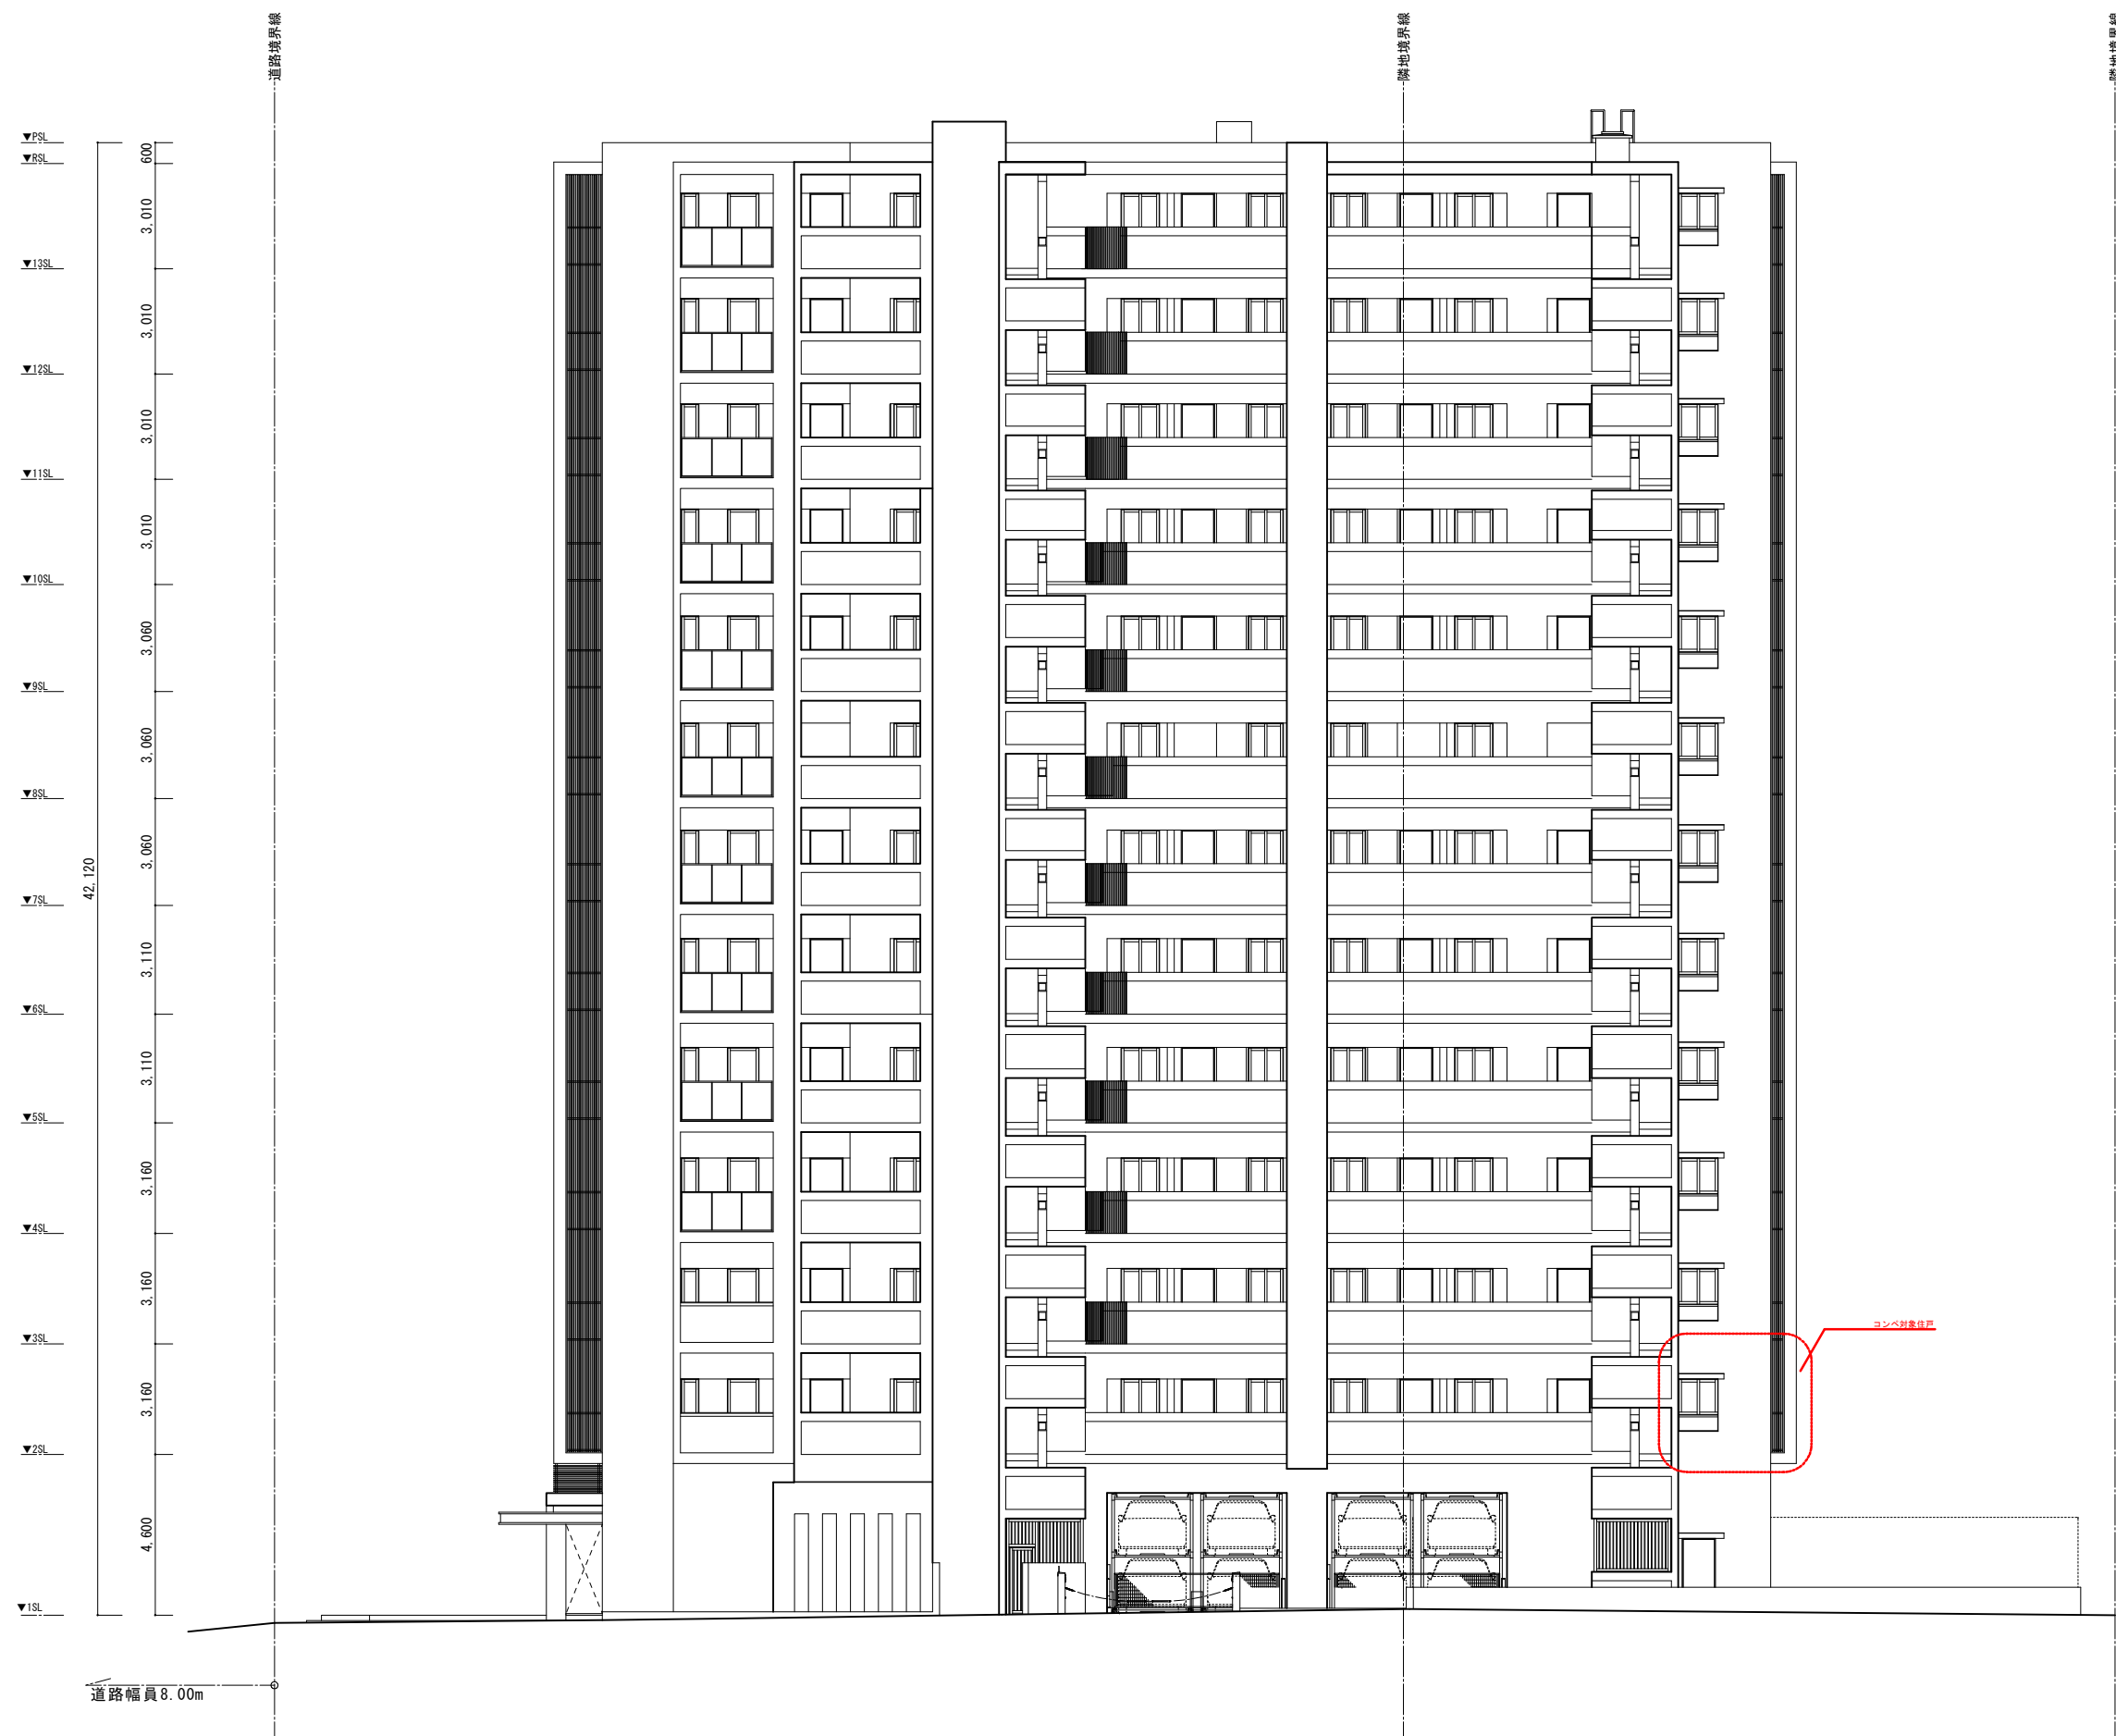 道路境界線
隣地境界線
隣地境界線
▼PSL
600
▼RSL
3,010
▼13SL
3,010
▼12SL
3,010
▼11SL
3,010
▼10SL
3,060
▼9SL
3,060
▼8SL
3,060
42,120
▼7SL
3,110
▼6SL
3,110
▼5SL
3,160
▼4SL
3,160
コンペ対象住戸
▼3SL
3,160
▼2SL
4,600
▼1SL
道路幅員8.00m